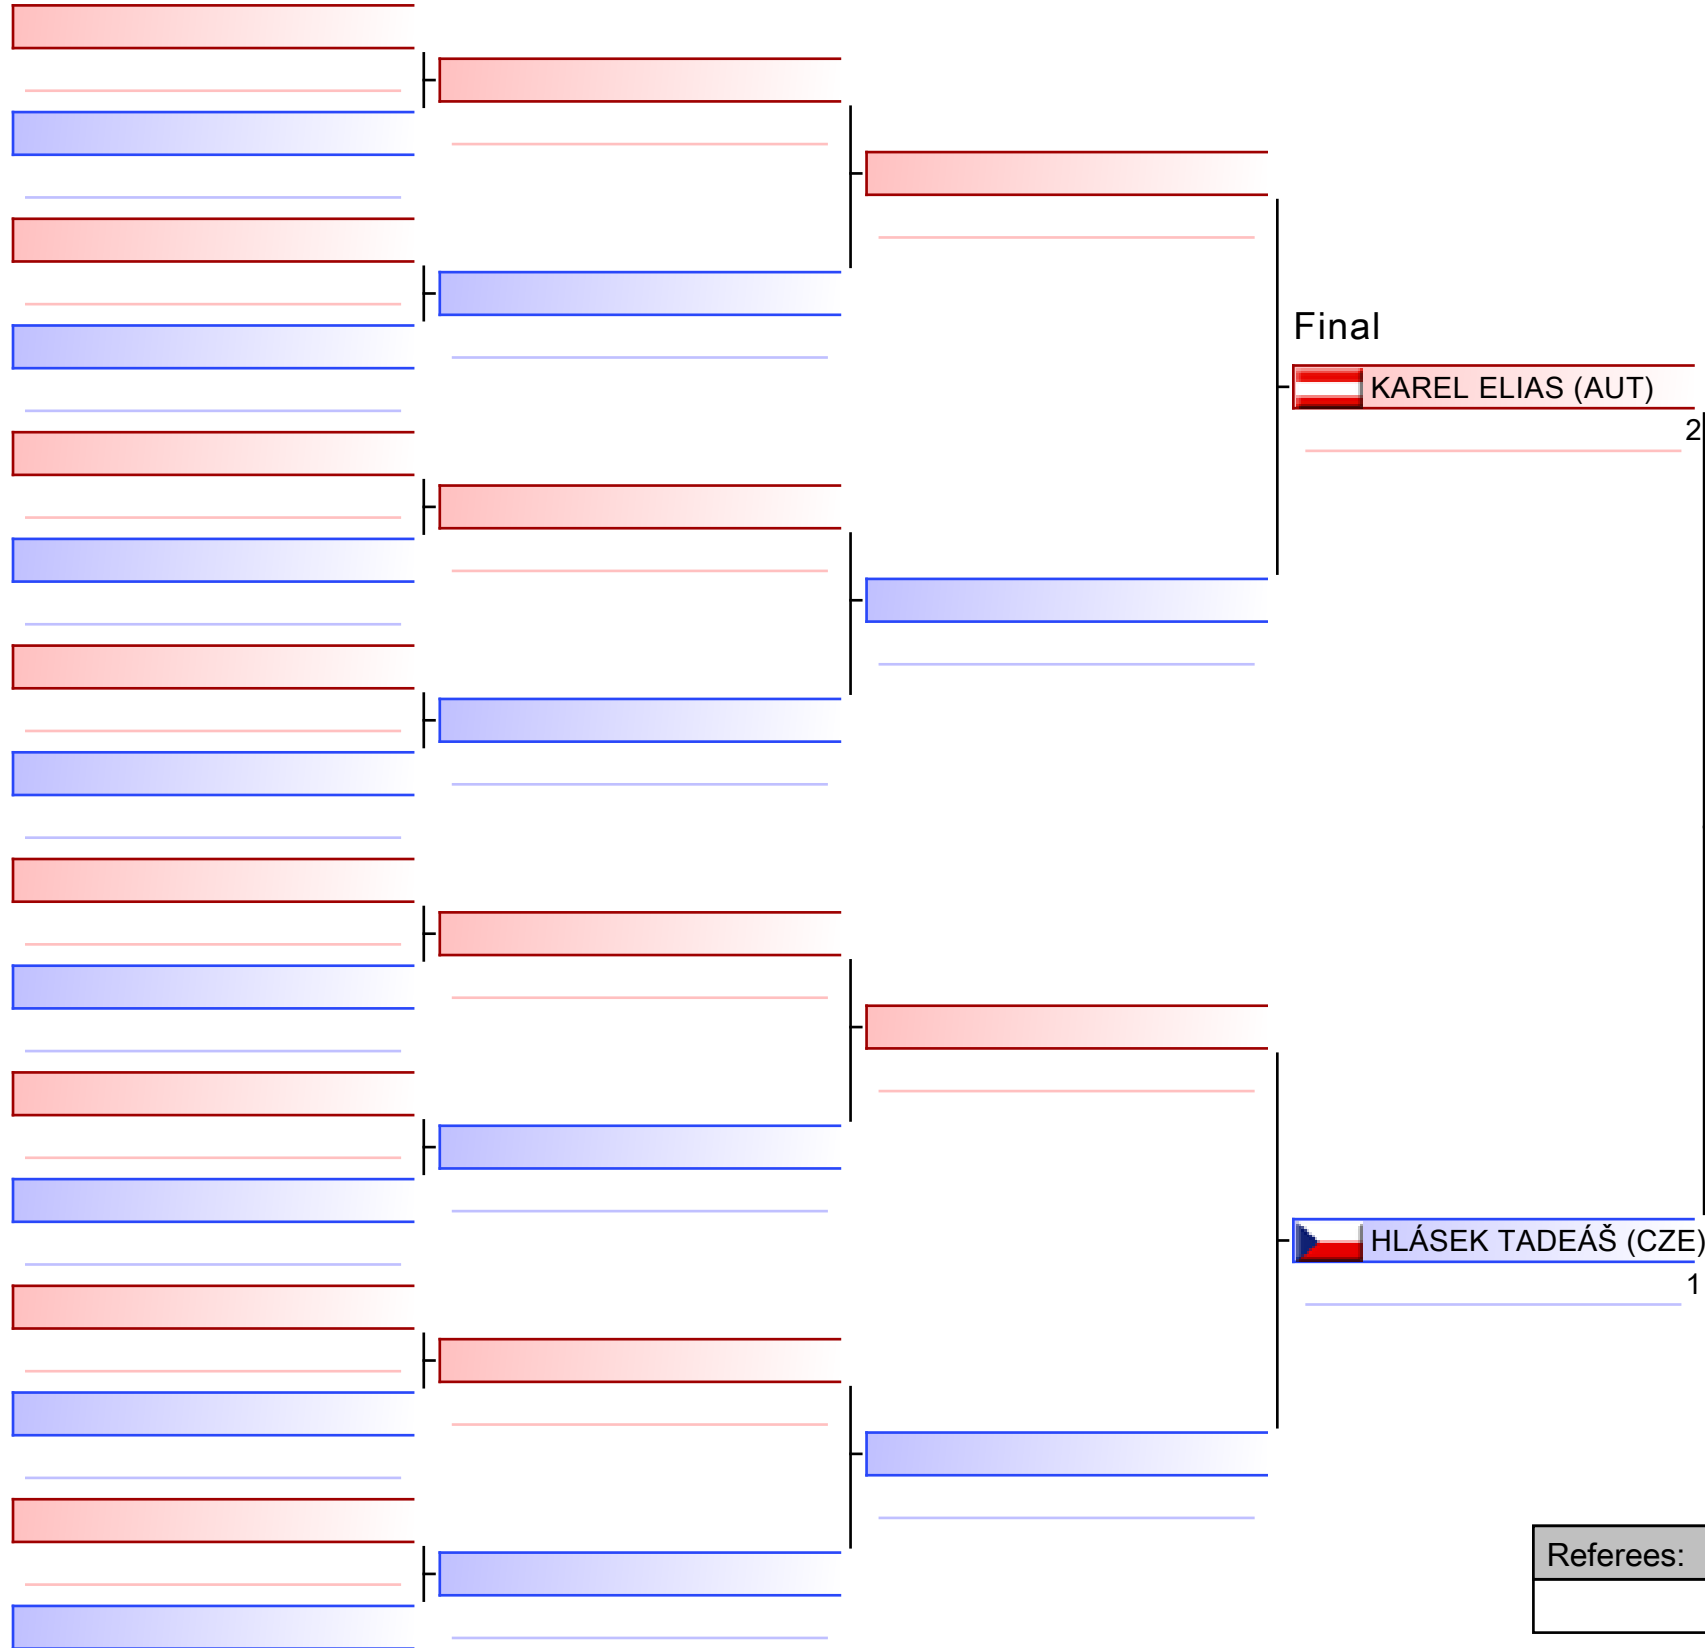 Final
KAREL ELIAS (AUT)
2
HLÁSEK TADEÁŠ (CZE)
1
Referees: